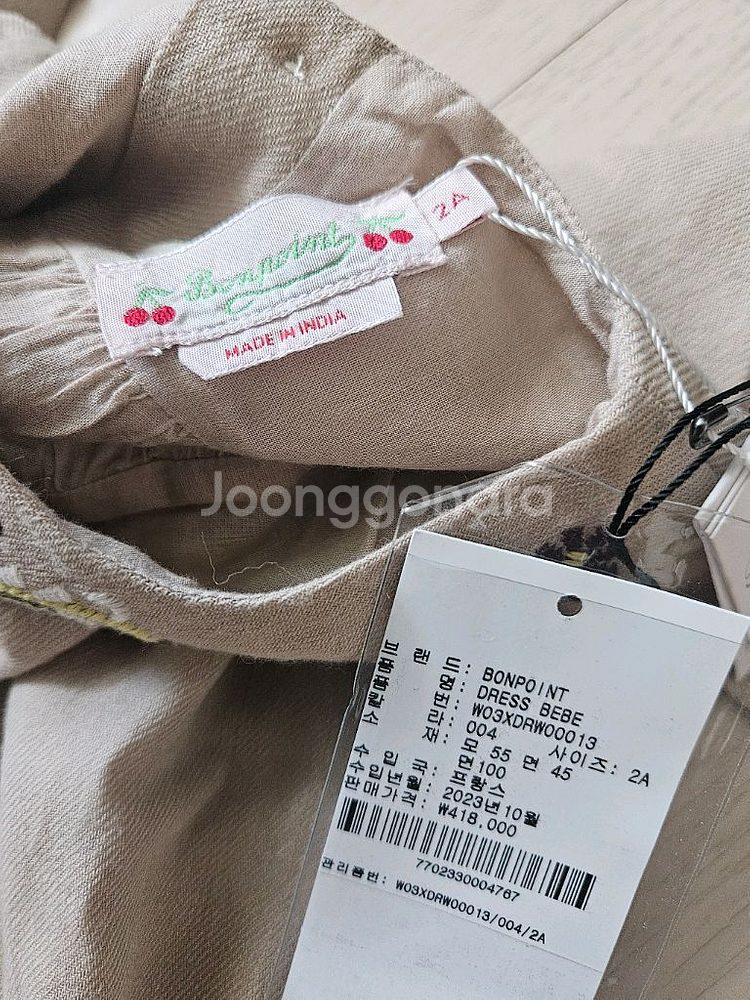 2A
Bonpoint
MADE IN INDIA
Joonggonara
브 랜 드: BONPOINT
품 명: DRESS BEBE
품 번: W03XDRW00013
칼 라: 004 사이즈: 2A
소 재: 모 55 면 45
면100
수 입 국: 프랑스
수입년월: 2023년10월
판매가격: ₩418,000
7702330004767
관리품번: W03XDRW00013/004/2A